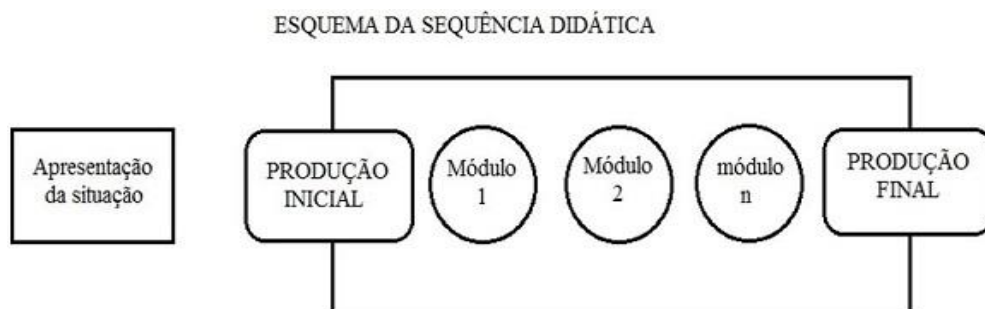 ESQUEMA DA SEQUÊNCIA DIDÁTICA
Apresentação
da situação
PRODUÇÃO
INICIAL
Módulo
1
Módulo
2
módulo
n
PRODUÇÃO
FINAL